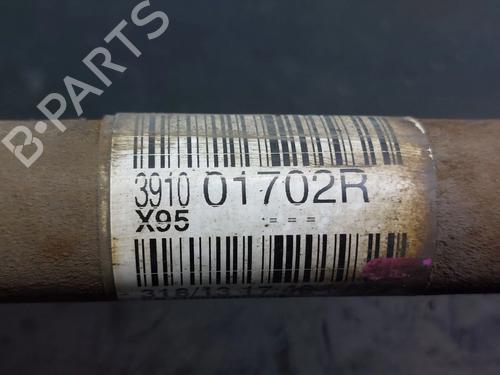 B-PARTS
3910 01702R
X95 = = =